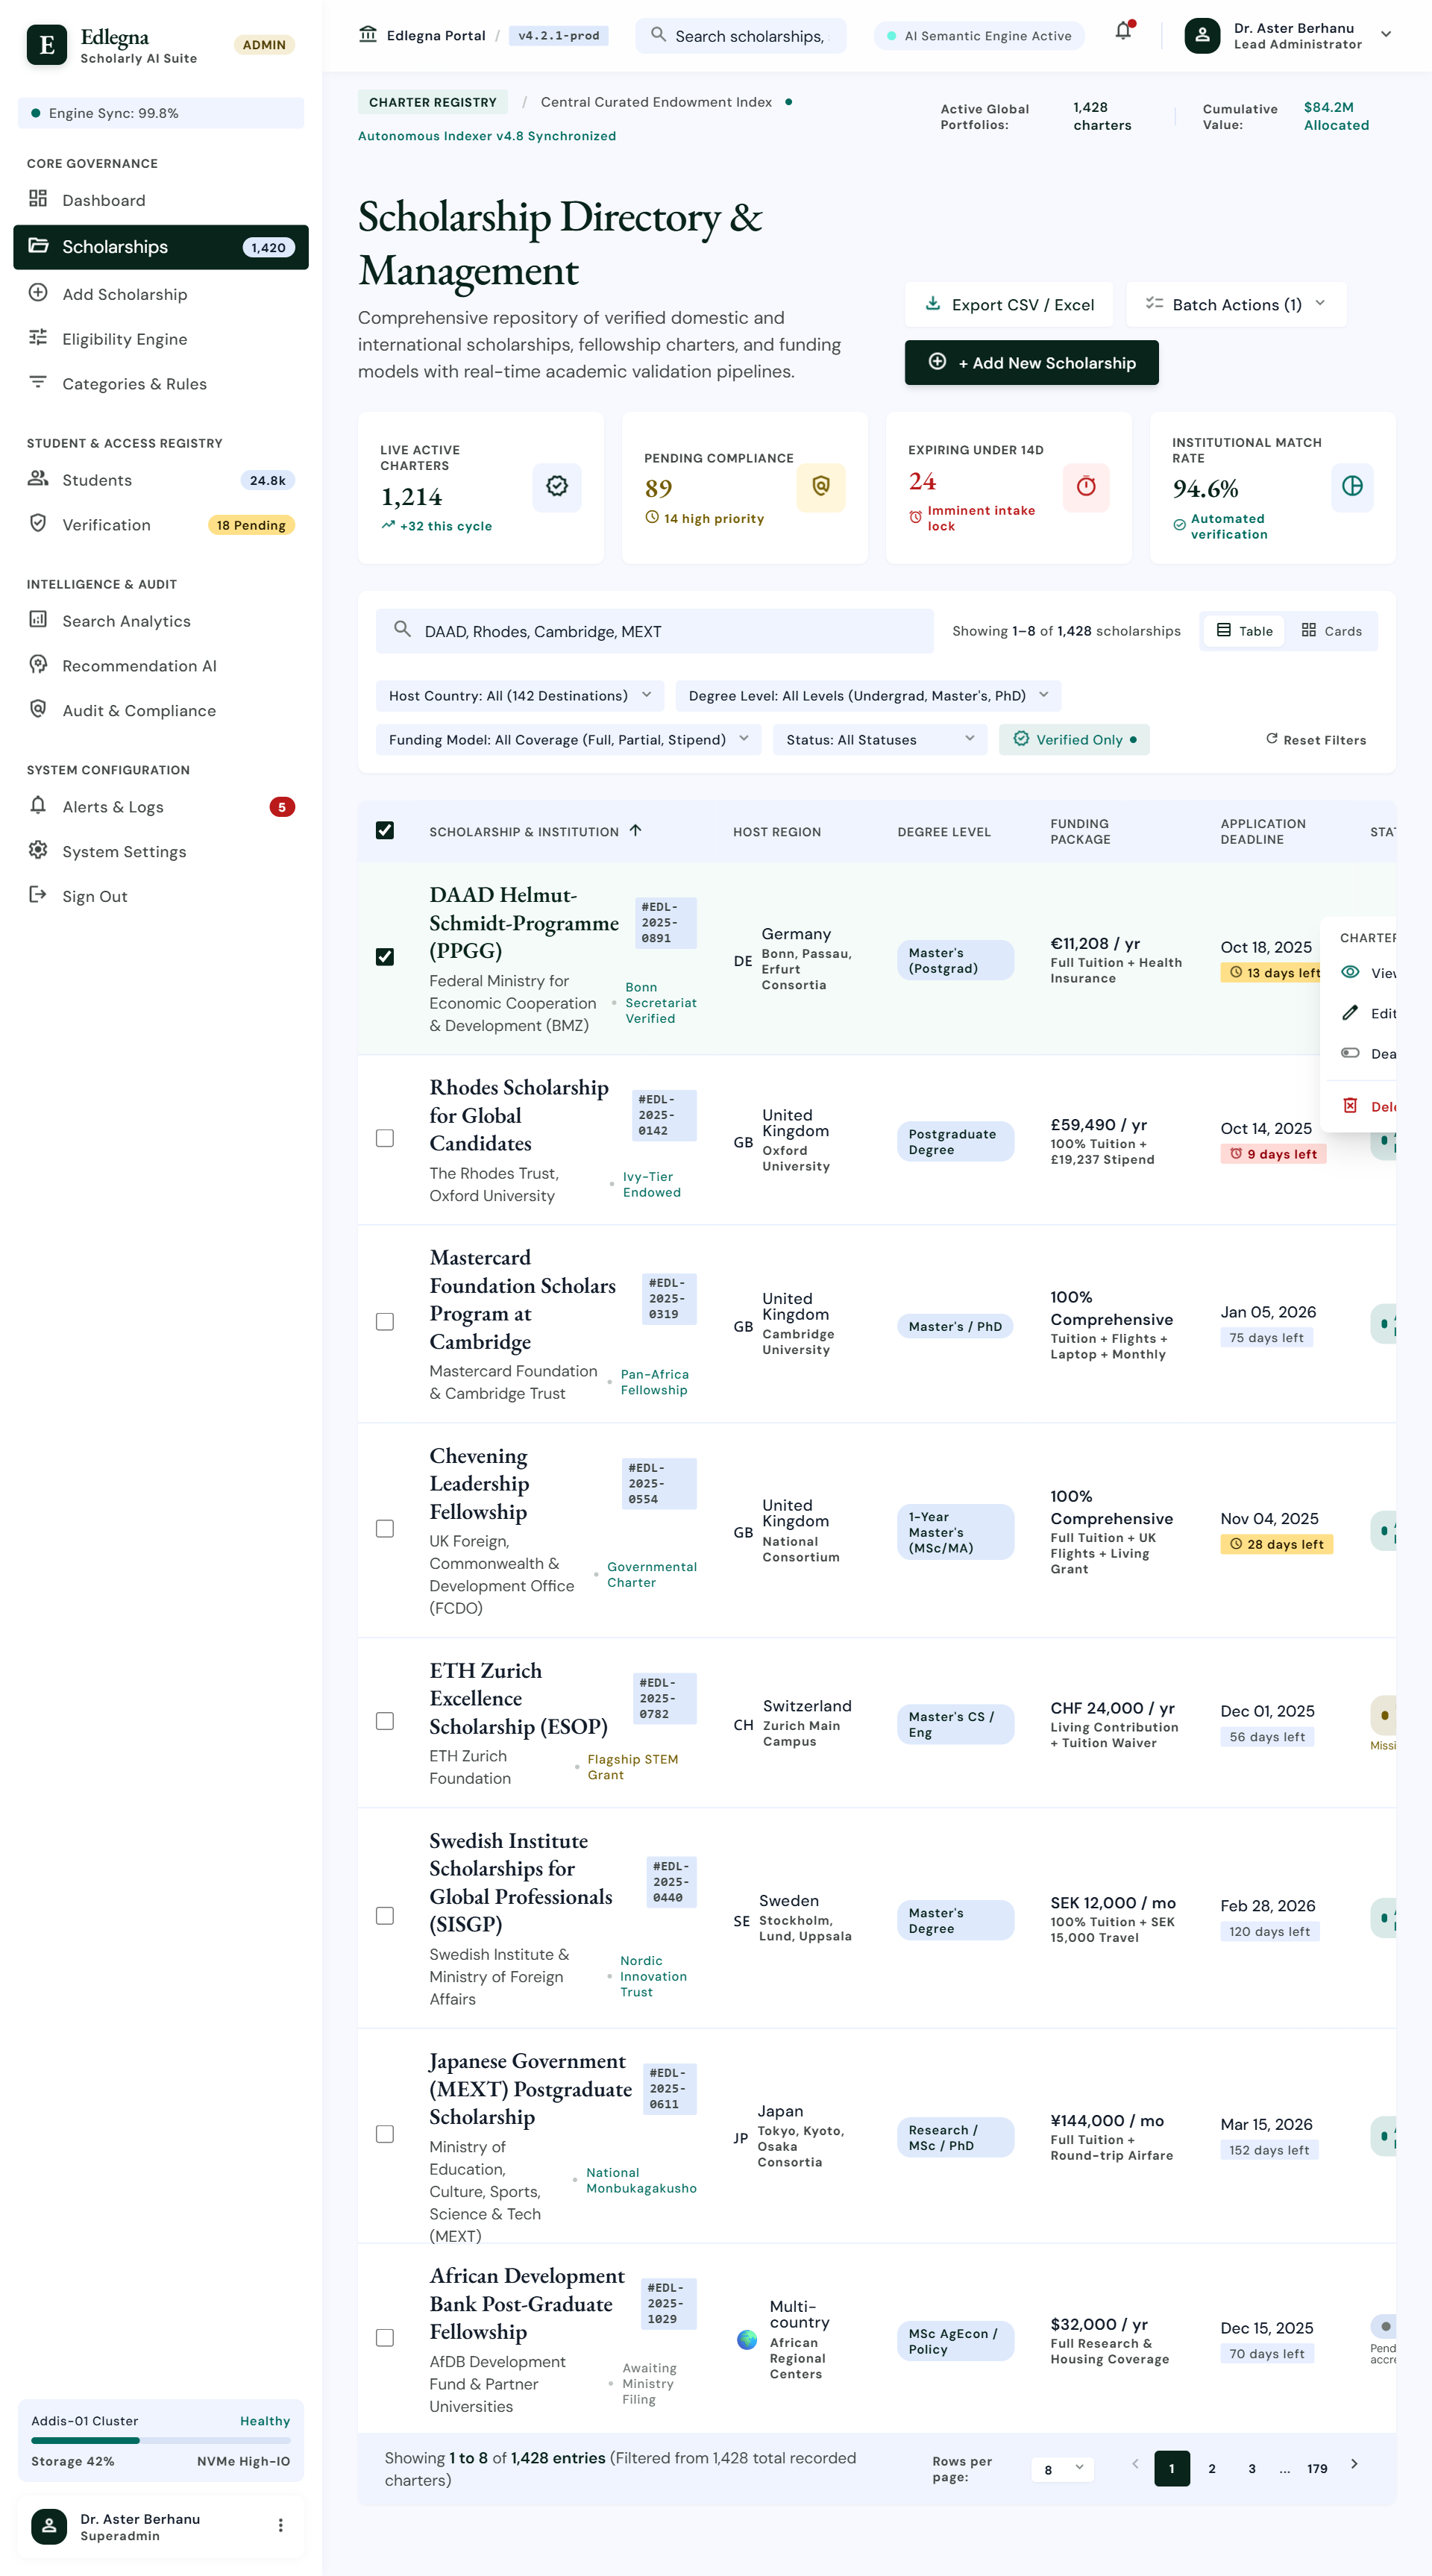 E
Edlegna
Scholarly AI Suite
ADMIN
Engine Sync: 99.8%
CORE GOVERNANCE
Dashboard
Scholarships
1,420
Add Scholarship
Eligibility Engine
Categories & Rules
STUDENT & ACCESS REGISTRY
Students
24.8k
Verification
18 Pending
INTELLIGENCE & AUDIT
Search Analytics
Recommendation AI
Audit & Compliance
SYSTEM CONFIGURATION
Alerts & Logs
5
System Settings
Sign Out
Addis-01 Cluster
Healthy
Storage 42%
NVMe High-IO
Dr. Aster Berhanu
Superadmin
Edlegna Portal / v4.2.1-prod
Search scholarships,
AI Semantic Engine Active
Dr. Aster Berhanu
Lead Administrator
CHARTER REGISTRY / Central Curated Endowment Index
Autonomous Indexer v4.8 Synchronized
Active Global
Portfolios:
1,428
charters
Cumulative
Value:
$84.2M
Allocated
Scholarship Directory &
Management
Comprehensive repository of verified domestic and
international scholarships, fellowship charters, and funding
models with real-time academic validation pipelines.
Export CSV / Excel
Batch Actions (1)
+ Add New Scholarship
LIVE ACTIVE
CHARTERS
1,214
+32 this cycle
PENDING COMPLIANCE
89
14 high priority
EXPIRING UNDER 14D
24
Imminent intake
lock
INSTITUTIONAL MATCH
RATE
94.6%
Automated
verification
DAAD, Rhodes, Cambridge, MEXT
Showing 1–8 of 1,428 scholarships
Table
Cards
Host Country: All (142 Destinations)
Degree Level: All Levels (Undergrad, Master's, PhD)
Funding Model: All Coverage (Full, Partial, Stipend)
Status: All Statuses
Verified Only
Reset Filters
SCHOLARSHIP & INSTITUTION
HOST REGION
DEGREE LEVEL
FUNDING
PACKAGE
APPLICATION
DEADLINE
STAT
DAAD Helmut-
Schmidt-Programme
(PPGG)
#EDL-
2025-
0891
Federal Ministry for
Economic Cooperation
& Development (BMZ)
Bonn
Secretariat
Verified
DE
Germany
Bonn, Passau,
Erfurt
Consortia
Master's
(Postgrad)
€11,208 / yr
Full Tuition + Health
Insurance
Oct 18, 2025
13 days left
CHARTER
View
Edit
Dea
Dele
Rhodes Scholarship
for Global
Candidates
#EDL-
2025-
0142
The Rhodes Trust,
Oxford University
Ivy-Tier
Endowed
GB
United
Kingdom
Oxford
University
Postgraduate
Degree
£59,490 / yr
100% Tuition +
£19,237 Stipend
Oct 14, 2025
9 days left
Mastercard
Foundation Scholars
Program at
Cambridge
#EDL-
2025-
0319
Mastercard Foundation
& Cambridge Trust
Pan-Africa
Fellowship
GB
United
Kingdom
Cambridge
University
Master's / PhD
100%
Comprehensive
Tuition + Flights +
Laptop + Monthly
Jan 05, 2026
75 days left
Chevening
Leadership
Fellowship
#EDL-
2025-
0554
UK Foreign,
Commonwealth &
Development Office
(FCDO)
Governmental
Charter
GB
United
Kingdom
National
Consortium
1-Year
Master's
(MSc/MA)
100%
Comprehensive
Full Tuition + UK
Flights + Living
Grant
Nov 04, 2025
28 days left
ETH Zurich
Excellence
Scholarship (ESOP)
#EDL-
2025-
0782
ETH Zurich
Foundation
Flagship STEM
Grant
CH
Switzerland
Zurich Main
Campus
Master's CS /
Eng
CHF 24,000 / yr
Living Contribution
+ Tuition Waiver
Dec 01, 2025
56 days left
Missi
Swedish Institute
Scholarships for
Global Professionals
(SISGP)
#EDL-
2025-
0440
Swedish Institute &
Ministry of Foreign
Affairs
Nordic
Innovation
Trust
SE
Sweden
Stockholm,
Lund, Uppsala
Master's
Degree
SEK 12,000 / mo
100% Tuition + SEK
15,000 Travel
Feb 28, 2026
120 days left
Japanese Government
(MEXT) Postgraduate
Scholarship
#EDL-
2025-
0611
Ministry of
Education,
Culture, Sports,
Science & Tech
(MEXT)
National
Monbukagakusho
JP
Japan
Tokyo, Kyoto,
Osaka
Consortia
Research /
MSc / PhD
¥144,000 / mo
Full Tuition +
Round-trip Airfare
Mar 15, 2026
152 days left
African Development
Bank Post-Graduate
Fellowship
#EDL-
2025-
1029
AfDB Development
Fund & Partner
Universities
Awaiting
Ministry
Filing
Multi-
country
African
Regional
Centers
MSc AgEcon /
Policy
$32,000 / yr
Full Research &
Housing Coverage
Dec 15, 2025
70 days left
Pend
accre
Showing 1 to 8 of 1,428 entries (Filtered from 1,428 total recorded
charters)
Rows per
page:
8
1 2 3 ... 179